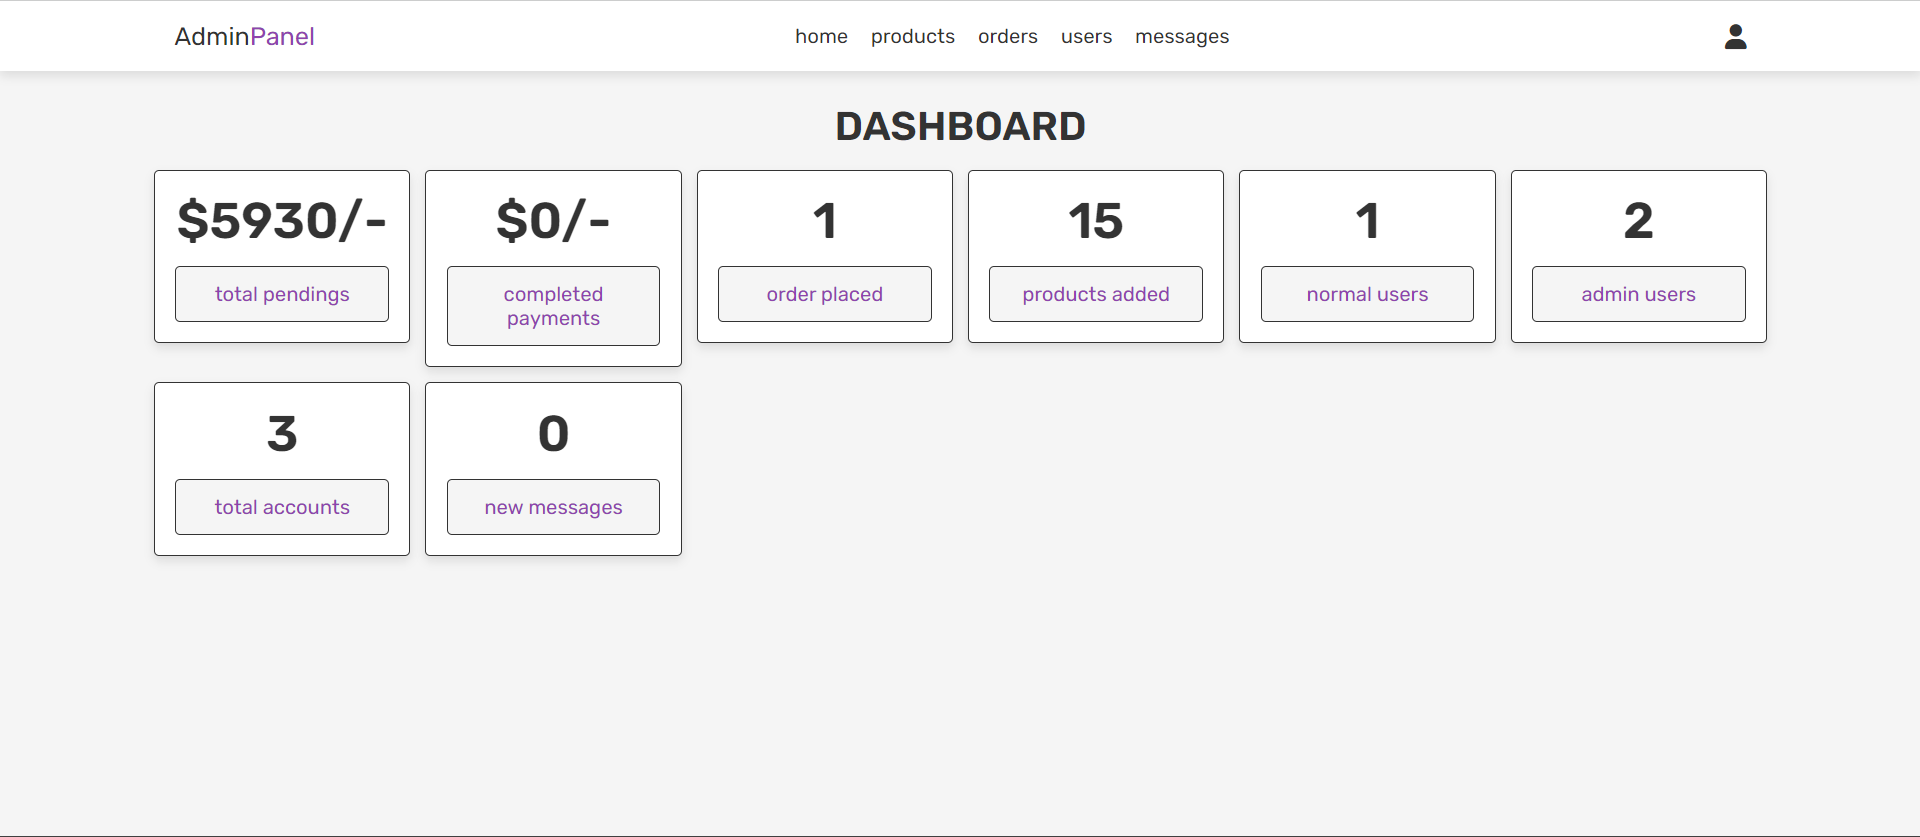 AdminPanel
home products orders users messages
DASHBOARD
$5930/-
total pendings
$0/-
completed
payments
1
order placed
15
products added
1
normal users
2
admin users
3
total accounts
0
new messages